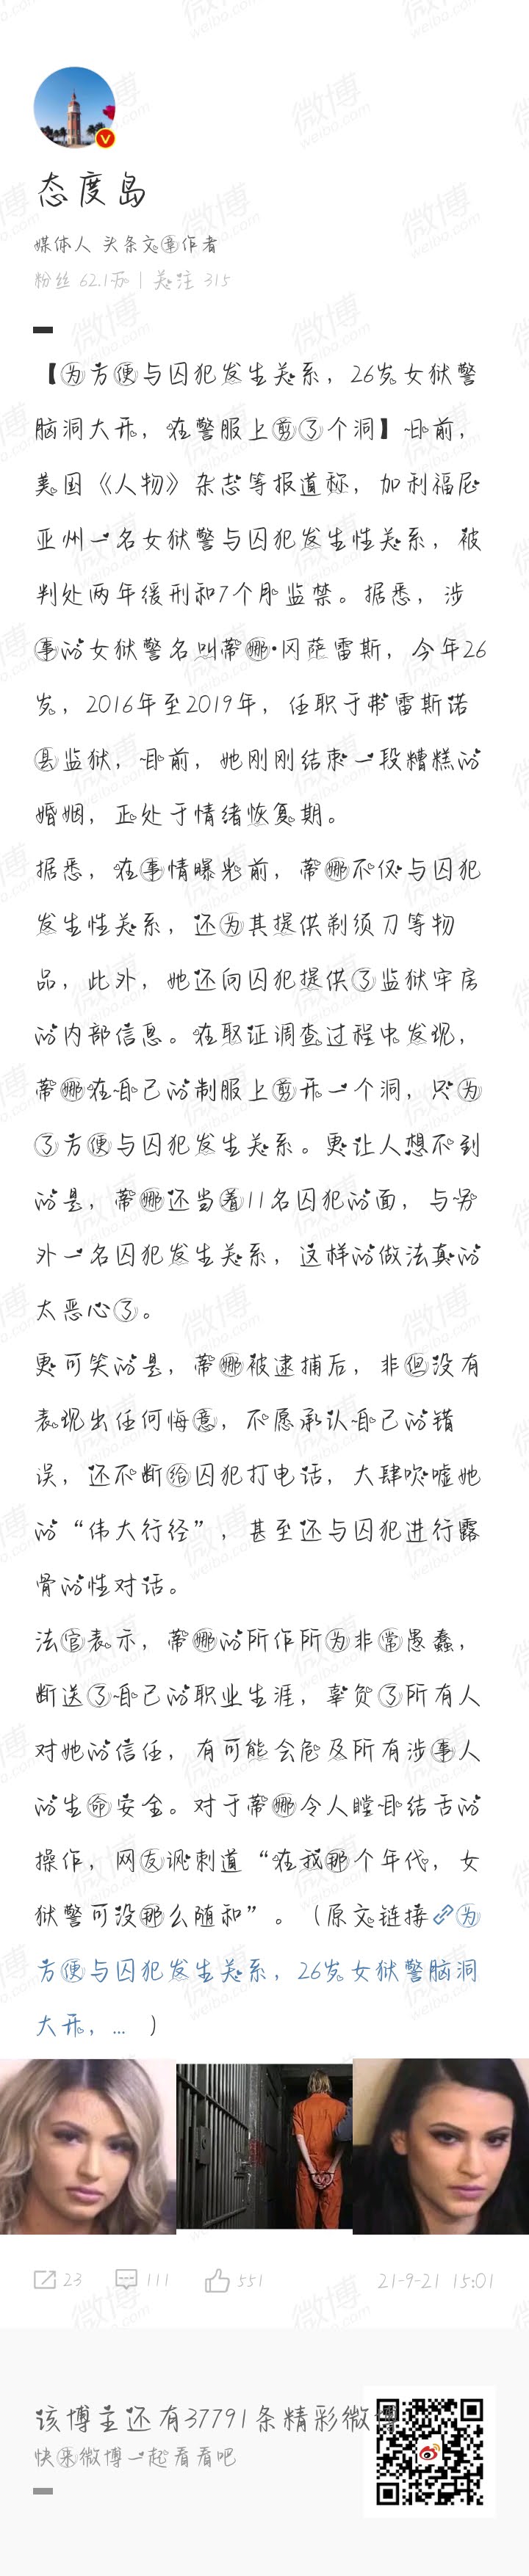 态度岛
媒体人 头条文章作者
粉丝 62.1万 | 关注 315
【为方便与囚犯发生关系，26岁女狱警
脑洞大开，在警服上剪了个洞】日前，
美国《人物》杂志等报道称，加利福尼
亚州一名女狱警与囚犯发生性关系，被
判处两年缓刑和7个月监禁。据悉，涉
事的女狱警名叫蒂娜•冈萨雷斯，今年26
岁，2016年至2019年，任职于弗雷斯诺
县监狱，目前，她刚刚结束一段糟糕的
婚姻，正处于情绪恢复期。
据悉，在事情曝光前，蒂娜不仅与囚犯
发生性关系，还为其提供剃须刀等物
品，此外，她还向囚犯提供了监狱牢房
的内部信息。在取证调查过程中发现，
蒂娜在自己的制服上剪开一个洞，只为
了方便与囚犯发生关系。更让人想不到
的是，蒂娜还当着11名囚犯的面，与另
外一名囚犯发生关系，这样的做法真的
太恶心了。
更可笑的是，蒂娜被逮捕后，非但没有
表现出任何悔意，不愿承认自己的错
误，还不断给囚犯打电话，大肆吹嘘她
的“伟大行径”，甚至还与囚犯进行露
骨的性对话。
法官表示，蒂娜的所作所为非常愚蠢，
断送了自己的职业生涯，辜负了所有人
对她的信任，有可能会危及所有涉事人
的生命安全。对于蒂娜令人瞠目结舌的
操作，网友讽刺道“在我那个年代，女
狱警可没那么随和”。（原文链接为
方便与囚犯发生关系，26岁女狱警脑洞
大开，... ）
23 111 551 21-9-21 15:01
该博主还有37791条精彩微博
快来微博一起看看吧